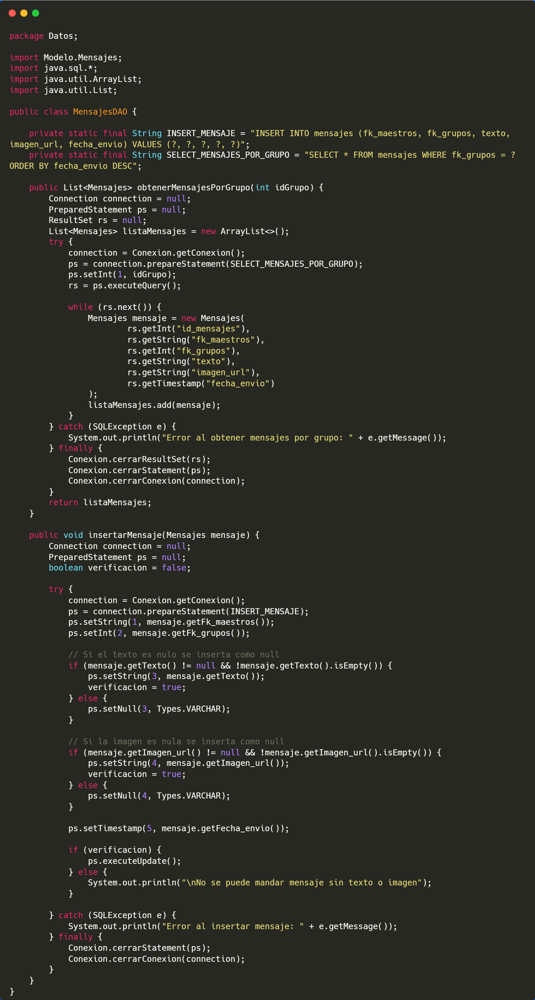 package Datos;

import Modelo.Mensajes;
import java.sql.*;
import java.util.ArrayList;
import java.util.List;

public class MensajesDAO {

    private static final String INSERT_MENSAJE = "INSERT INTO mensajes (fk_maestros, fk_grupos, texto,
imagen_url, fecha_envio) VALUES (?, ?, ?, ?, ?)";
    private static final String SELECT_MENSAJES_POR_GRUPO = "SELECT * FROM mensajes WHERE fk_grupos = ?
ORDER BY fecha_envio DESC";

    public List<Mensajes> obtenerMensajesPorGrupo(int idGrupo) {
        Connection connection = null;
        PreparedStatement ps = null;
        ResultSet rs = null;
        List<Mensajes> listaMensajes = new ArrayList<>();
        try {
            connection = Conexion.getConexion();
            ps = connection.prepareStatement(SELECT_MENSAJES_POR_GRUPO);
            ps.setInt(1, idGrupo);
            rs = ps.executeQuery();

            while (rs.next()) {
                Mensajes mensaje = new Mensajes(
                        rs.getInt("id_mensajes"),
                        rs.getString("fk_maestros"),
                        rs.getInt("fk_grupos"),
                        rs.getString("texto"),
                        rs.getString("imagen_url"),
                        rs.getTimestamp("fecha_envio")
                );
                listaMensajes.add(mensaje);
            }
        } catch (SQLException e) {
            System.out.println("Error al obtener mensajes por grupo: " + e.getMessage());
        } finally {
            Conexion.cerrarResultSet(rs);
            Conexion.cerrarStatement(ps);
            Conexion.cerrarConexion(connection);
        }
        return listaMensajes;
    }

    public void insertarMensaje(Mensajes mensaje) {
        Connection connection = null;
        PreparedStatement ps = null;
        boolean verificacion = false;

        try {
            connection = Conexion.getConexion();
            ps = connection.prepareStatement(INSERT_MENSAJE);
            ps.setString(1, mensaje.getFk_maestros());
            ps.setInt(2, mensaje.getFk_grupos());

            // Si el texto es nulo se inserta como null
            if (mensaje.getTexto() != null && !mensaje.getTexto().isEmpty()) {
                ps.setString(3, mensaje.getTexto());
                verificacion = true;
            } else {
                ps.setNull(3, Types.VARCHAR);
            }

            // Si la imagen es nula se inserta como null
            if (mensaje.getImagen_url() != null && !mensaje.getImagen_url().isEmpty()) {
                ps.setString(4, mensaje.getImagen_url());
                verificacion = true;
            } else {
                ps.setNull(4, Types.VARCHAR);
            }

            ps.setTimestamp(5, mensaje.getFecha_envio());

            if (verificacion) {
                ps.executeUpdate();
            } else {
                System.out.println("\nNo se puede mandar mensaje sin texto o imagen");
            }

        } catch (SQLException e) {
            System.out.println("Error al insertar mensaje: " + e.getMessage());
        } finally {
            Conexion.cerrarStatement(ps);
            Conexion.cerrarConexion(connection);
        }
    }
}